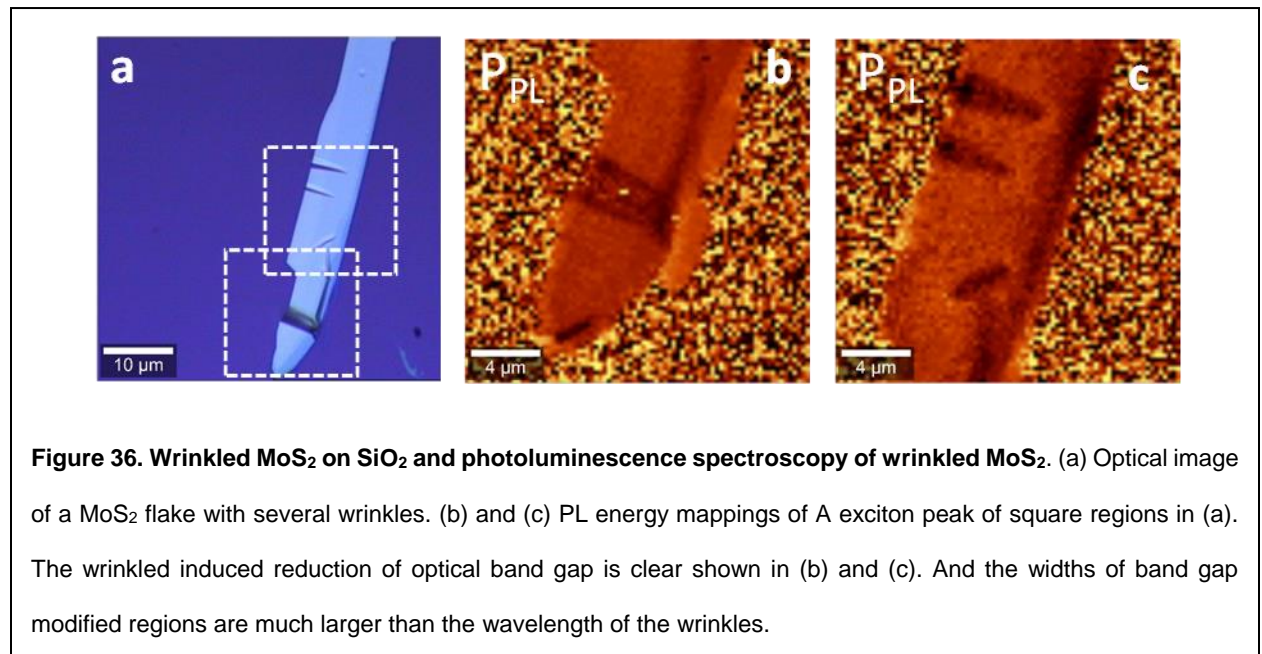 a
P_PL b
P_PL c
10 µm
4 µm
4 µm
Figure 36. Wrinkled MoS₂ on SiO₂ and photoluminescence spectroscopy of wrinkled MoS₂. (a) Optical image
of a MoS₂ flake with several wrinkles. (b) and (c) PL energy mappings of A exciton peak of square regions in (a).
The wrinkled induced reduction of optical band gap is clear shown in (b) and (c). And the widths of band gap
modified regions are much larger than the wavelength of the wrinkles.